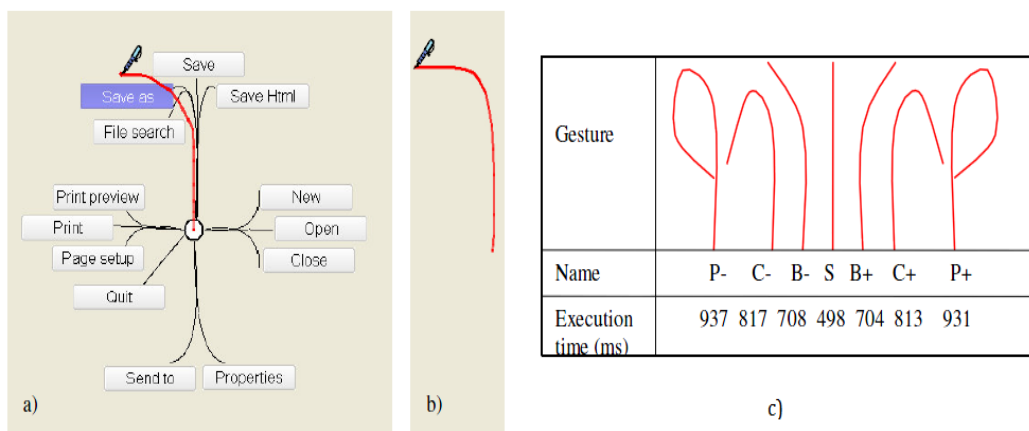 Save
Save as
Save Html
File search
Print preview
New
Print
Open
Page setup
Close
Quit
Send to
Properties
a)
b)
Gesture
Name P- C- B- S B+ C+ P+
Execution 937 817 708 498 704 813 931
time (ms)
c)